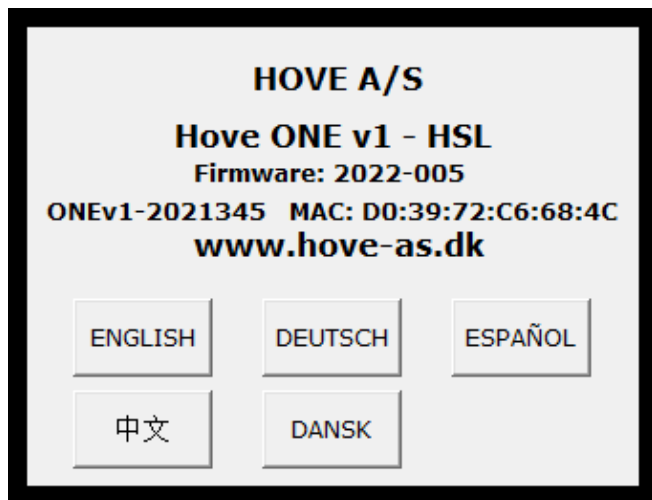 HOVE A/S
Hove ONE v1 - HSL
Firmware: 2022-005
ONEv1-2021345 MAC: D0:39:72:C6:68:4C
www.hove-as.dk
ENGLISH DEUTSCH ESPAÑOL
中文 DANSK